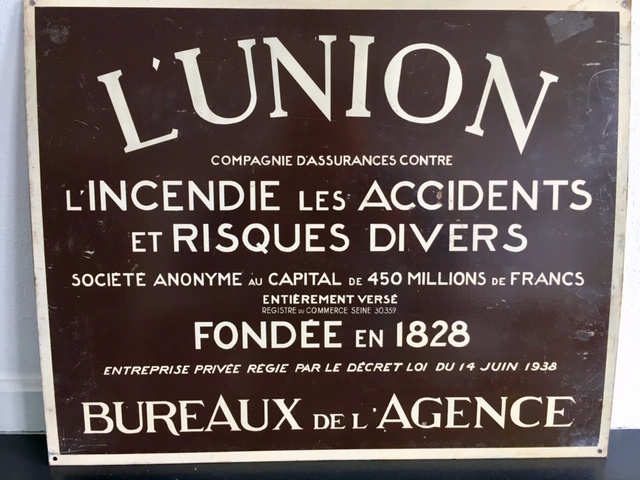 L'UNION
COMPAGNIE D'ASSURANCES CONTRE
L'INCENDIE LES ACCIDENTS
ET RISQUES DIVERS
SOCIÉTÉ ANONYME AU CAPITAL DE 450 MILLIONS DE FRANCS
ENTIÈREMENT VERSÉ
REGISTRE DU COMMERCE SEINE 30.359
FONDÉE EN 1828
ENTREPRISE PRIVÉE RÉGIE PAR LE DÉCRET LOI DU 14 JUIN 1938
BUREAUX DE L'AGENCE